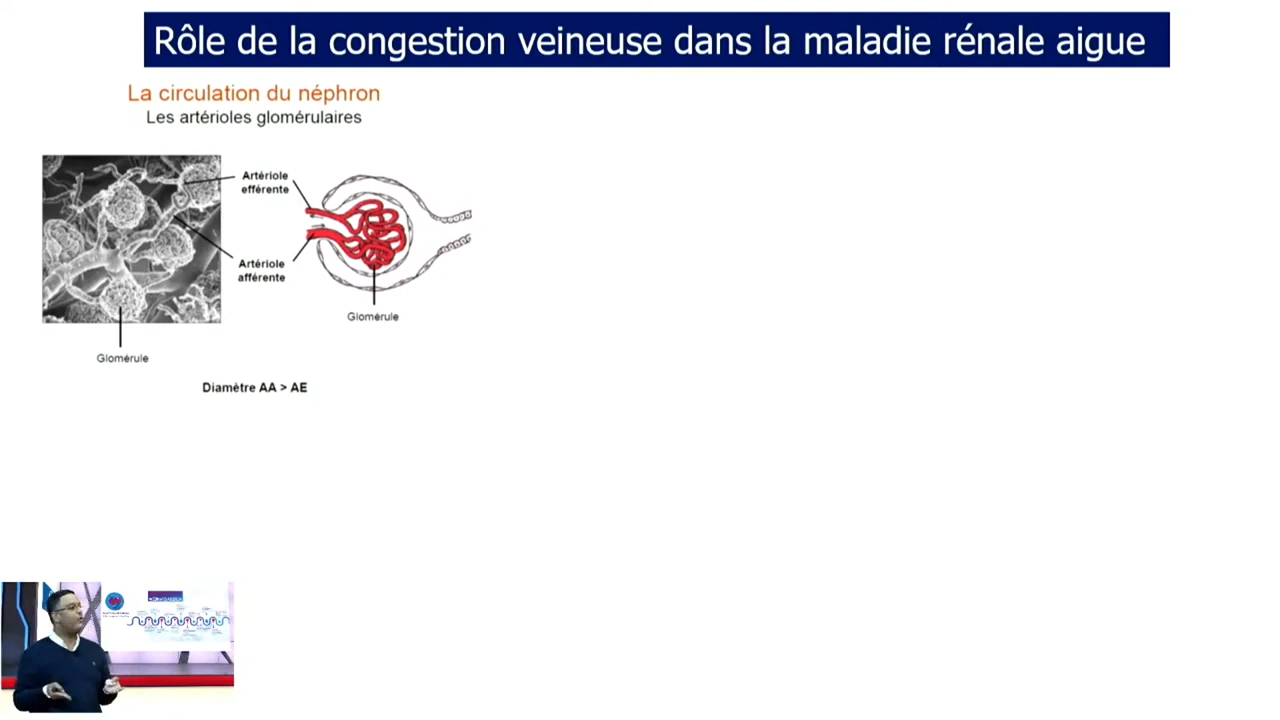 Rôle de la congestion veineuse dans la maladie rénale aigue
La circulation du néphron
Les artérioles glomérulaires
Artériole
efférente
Artériole
afférente
Glomérule
Glomérule
Diamètre AA > AE